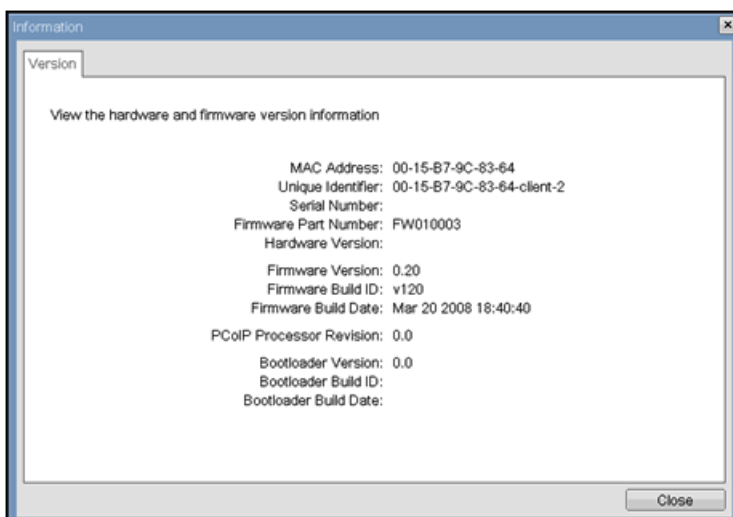 Information
Version
View the hardware and firmware version information
MAC Address: 00-15-B7-9C-83-64
Unique Identifier: 00-15-B7-9C-83-64-client-2
Serial Number:
Firmware Part Number: FW010003
Hardware Version:
Firmware Version: 0.20
Firmware Build ID: v120
Firmware Build Date: Mar 20 2008 18:40:40
PCoIP Processor Revision: 0.0
Bootloader Version: 0.0
Bootloader Build ID:
Bootloader Build Date:
Close